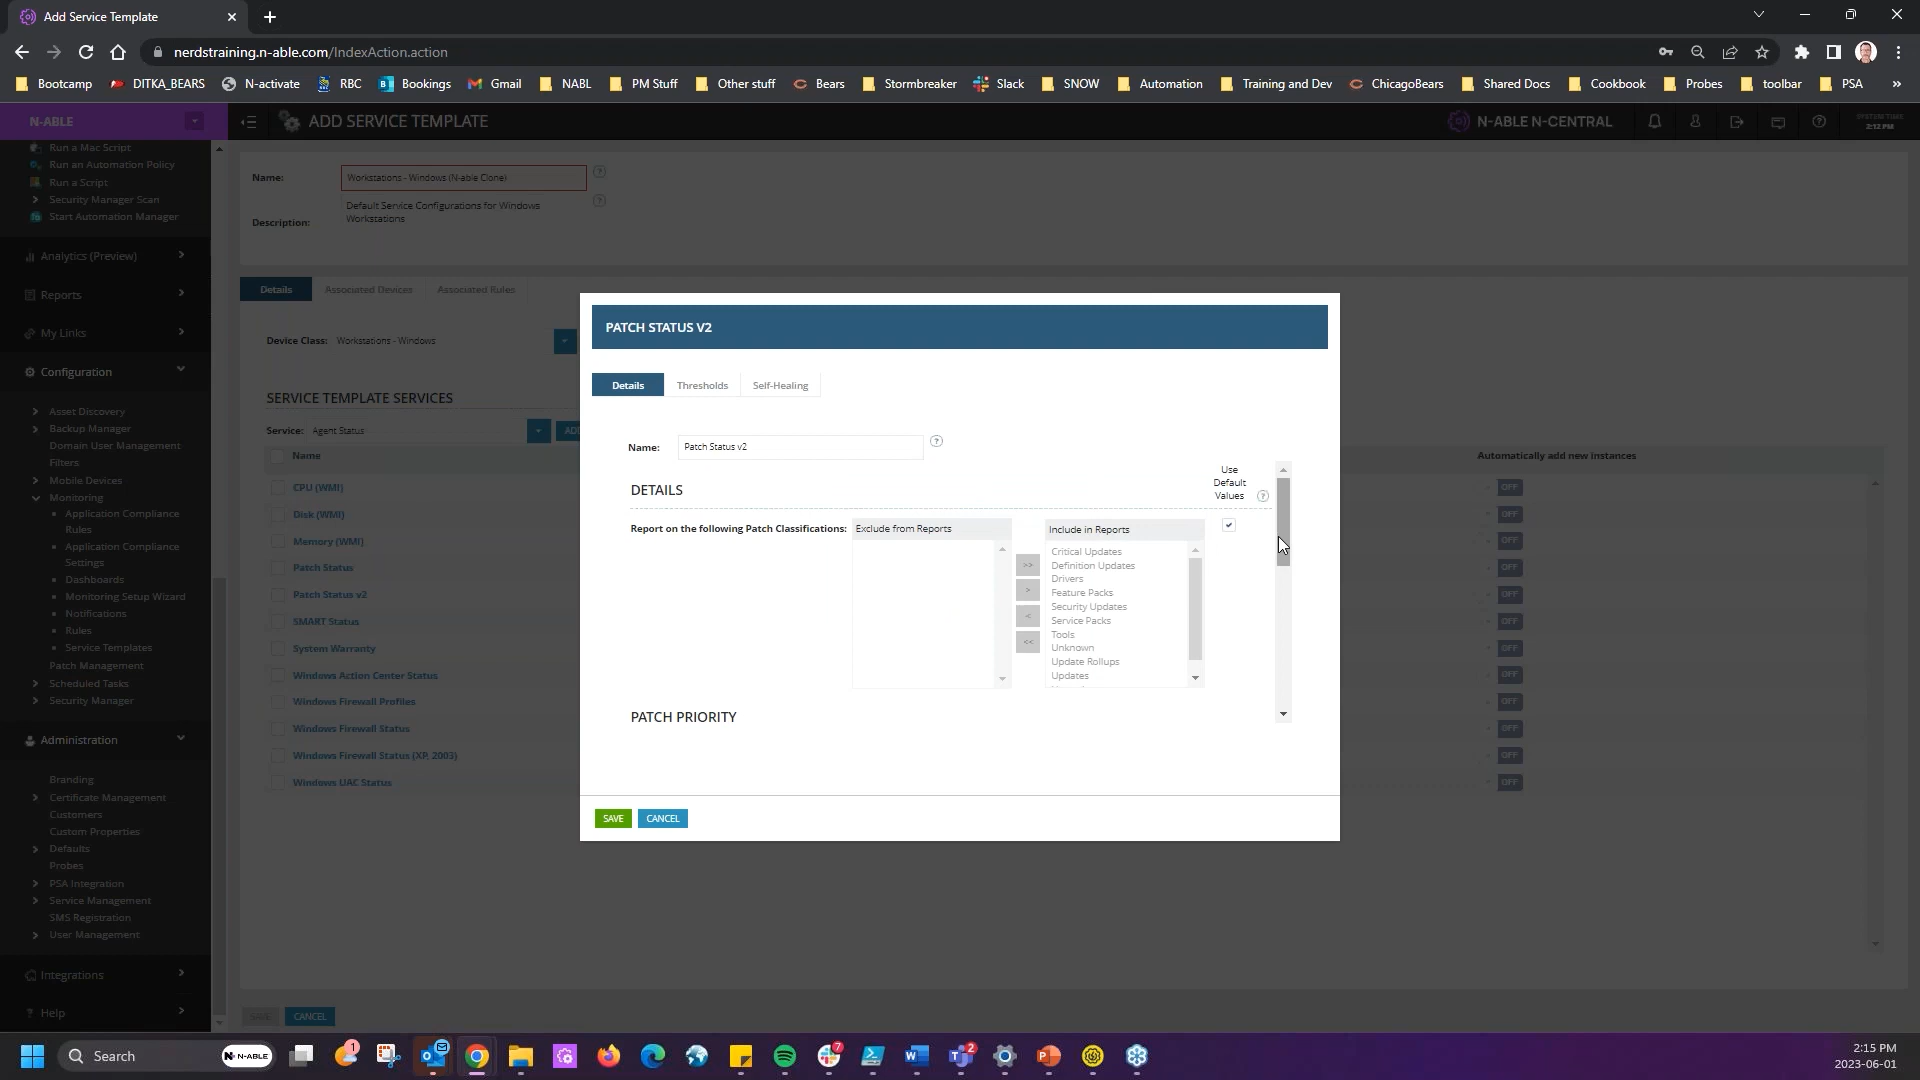 Add Service Template
nerdstraining.n-able.com/IndexAction.action
Bootcamp
DITKA_BEARS
N-activate
RBC
Bookings
Gmail
NABL
PM Stuff
Other stuff
Bears
Stormbreaker
Slack
SNOW
Automation
Training and Dev
ChicagoBears
Shared Docs
Cookbook
Probes
toolbar
PSA
»
N-ABLE
ADD SERVICE TEMPLATE
N-ABLE N-CENTRAL
SYSTEM TIME
2:12 PM
Run a Mac Script
Run an Automation Policy
Run a Script
Security Manager Scan
Start Automation Manager
Analytics (Preview)
Reports
My Links
Configuration
Asset Discovery
Backup Manager
Domain User Management
Filters
Mobile Devices
Monitoring
Application Compliance
Rules
Application Compliance
Settings
Dashboards
Monitoring Setup Wizard
Notifications
Rules
Service Templates
Patch Management
Scheduled Tasks
Security Manager
Administration
Branding
Certificate Management
Customers
Custom Properties
Defaults
Probes
PSA Integration
Service Management
SMS Registration
User Management
Integrations
Help
Name:
Workstations - Windows (N-able Clone)
Description:
Default Service Configurations for Windows
Workstations
Details
Associated Devices
Associated Rules
Device Class:
Workstations - Windows
SERVICE TEMPLATE SERVICES
Service:
Agent Status
ADD
Name
Automatically add new instances
CPU (WMI)
OFF
Disk (WMI)
OFF
Memory (WMI)
OFF
Patch Status
OFF
Patch Status v2
OFF
SMART Status
OFF
System Warranty
OFF
Windows Action Center Status
OFF
Windows Firewall Profiles
OFF
Windows Firewall Status
OFF
Windows Firewall Status (XP, 2003)
OFF
Windows UAC Status
OFF
SAVE
CANCEL
PATCH STATUS V2
Details
Thresholds
Self-Healing
Name:
Patch Status v2
Use
Default
Values
DETAILS
Report on the following Patch Classifications:
Exclude from Reports
Include in Reports
>>
>
<
<<
Critical Updates
Definition Updates
Drivers
Feature Packs
Security Updates
Service Packs
Tools
Unknown
Update Rollups
Updates
PATCH PRIORITY
SAVE
CANCEL
Search
N-ABLE
1
7
2
2:15 PM
2023-06-01